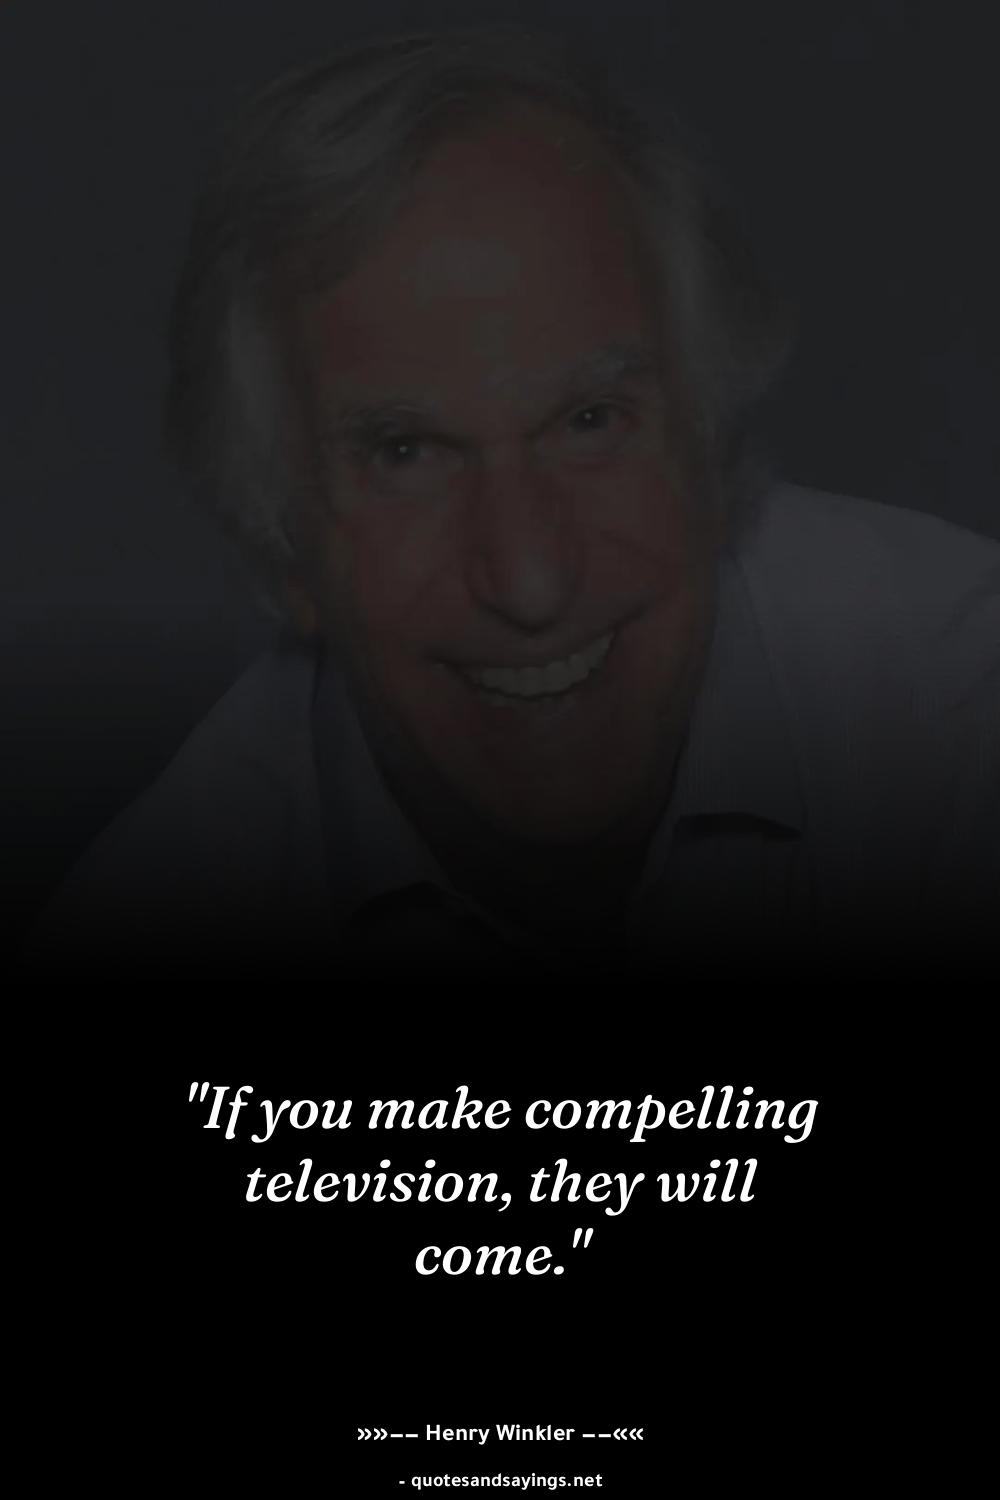 "If you make compelling
television, they will
come."
»»−− Henry Winkler −−««
- quotesandsayings.net